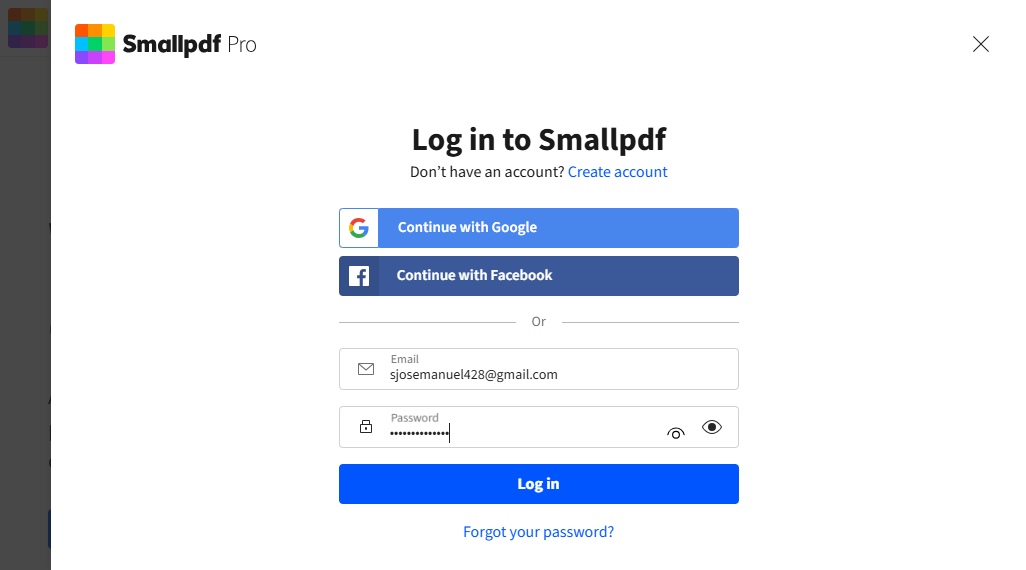 Smallpdf Pro
Log in to Smallpdf
Don't have an account? Create account
Continue with Google
Continue with Facebook
Or
Email
sjosemanuel428@gmail.com
Password
••••••••••••••
Log in
Forgot your password?